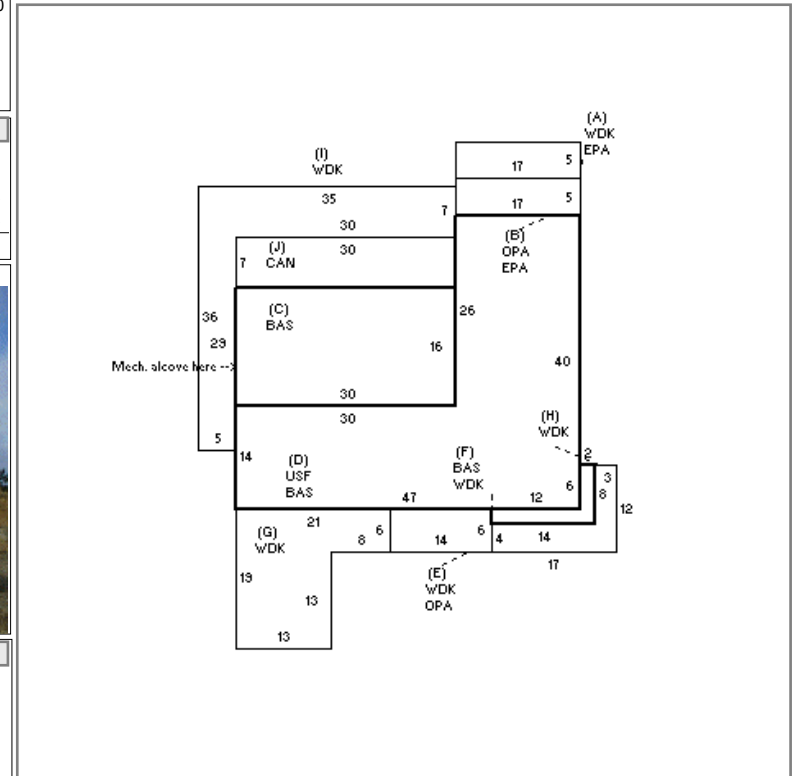 (A)
WDK
EPA
17 5
(I)
WDK
35
7
17 5
30
(B)
OPA
EPA
(J)
CAN
30
7
36
(C)
BAS
26
29
16
Mech. alcove here -->
40
30
30
(H)
WDK
5
14
(D)
USF
BAS
(F)
BAS
WDK
2
6
3
8
12
47
12
21
(G)
WDK
8
6
14
6
4
14
17
(E)
WDK
OPA
19
13
13